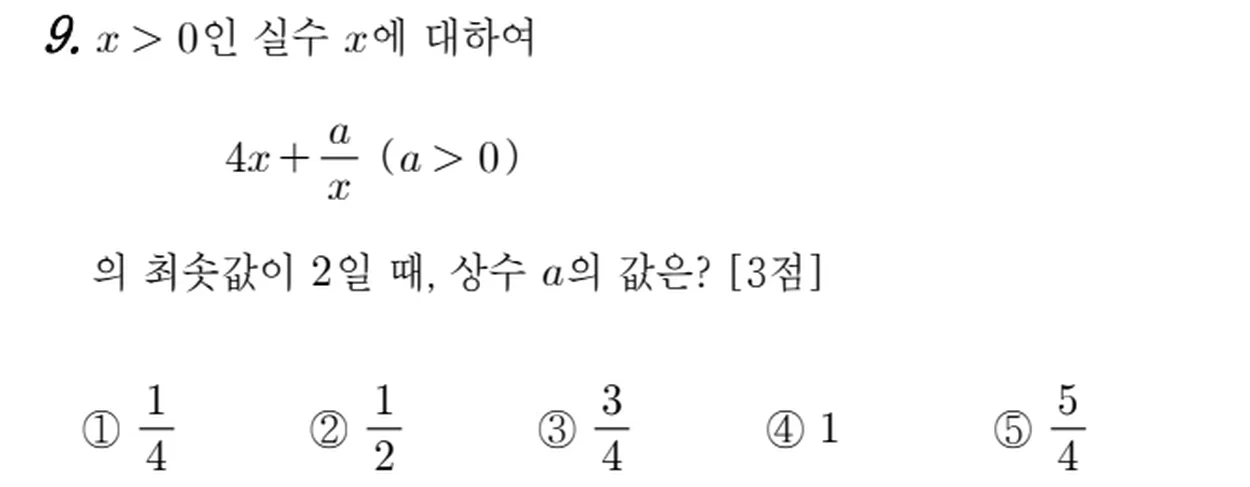 9. x > 0인 실수 x에 대하여
4x + a/x (a > 0)
의 최솟값이 2일 때, 상수 a의 값은? [3점]
① 1/4 ② 1/2 ③ 3/4 ④ 1 ⑤ 5/4